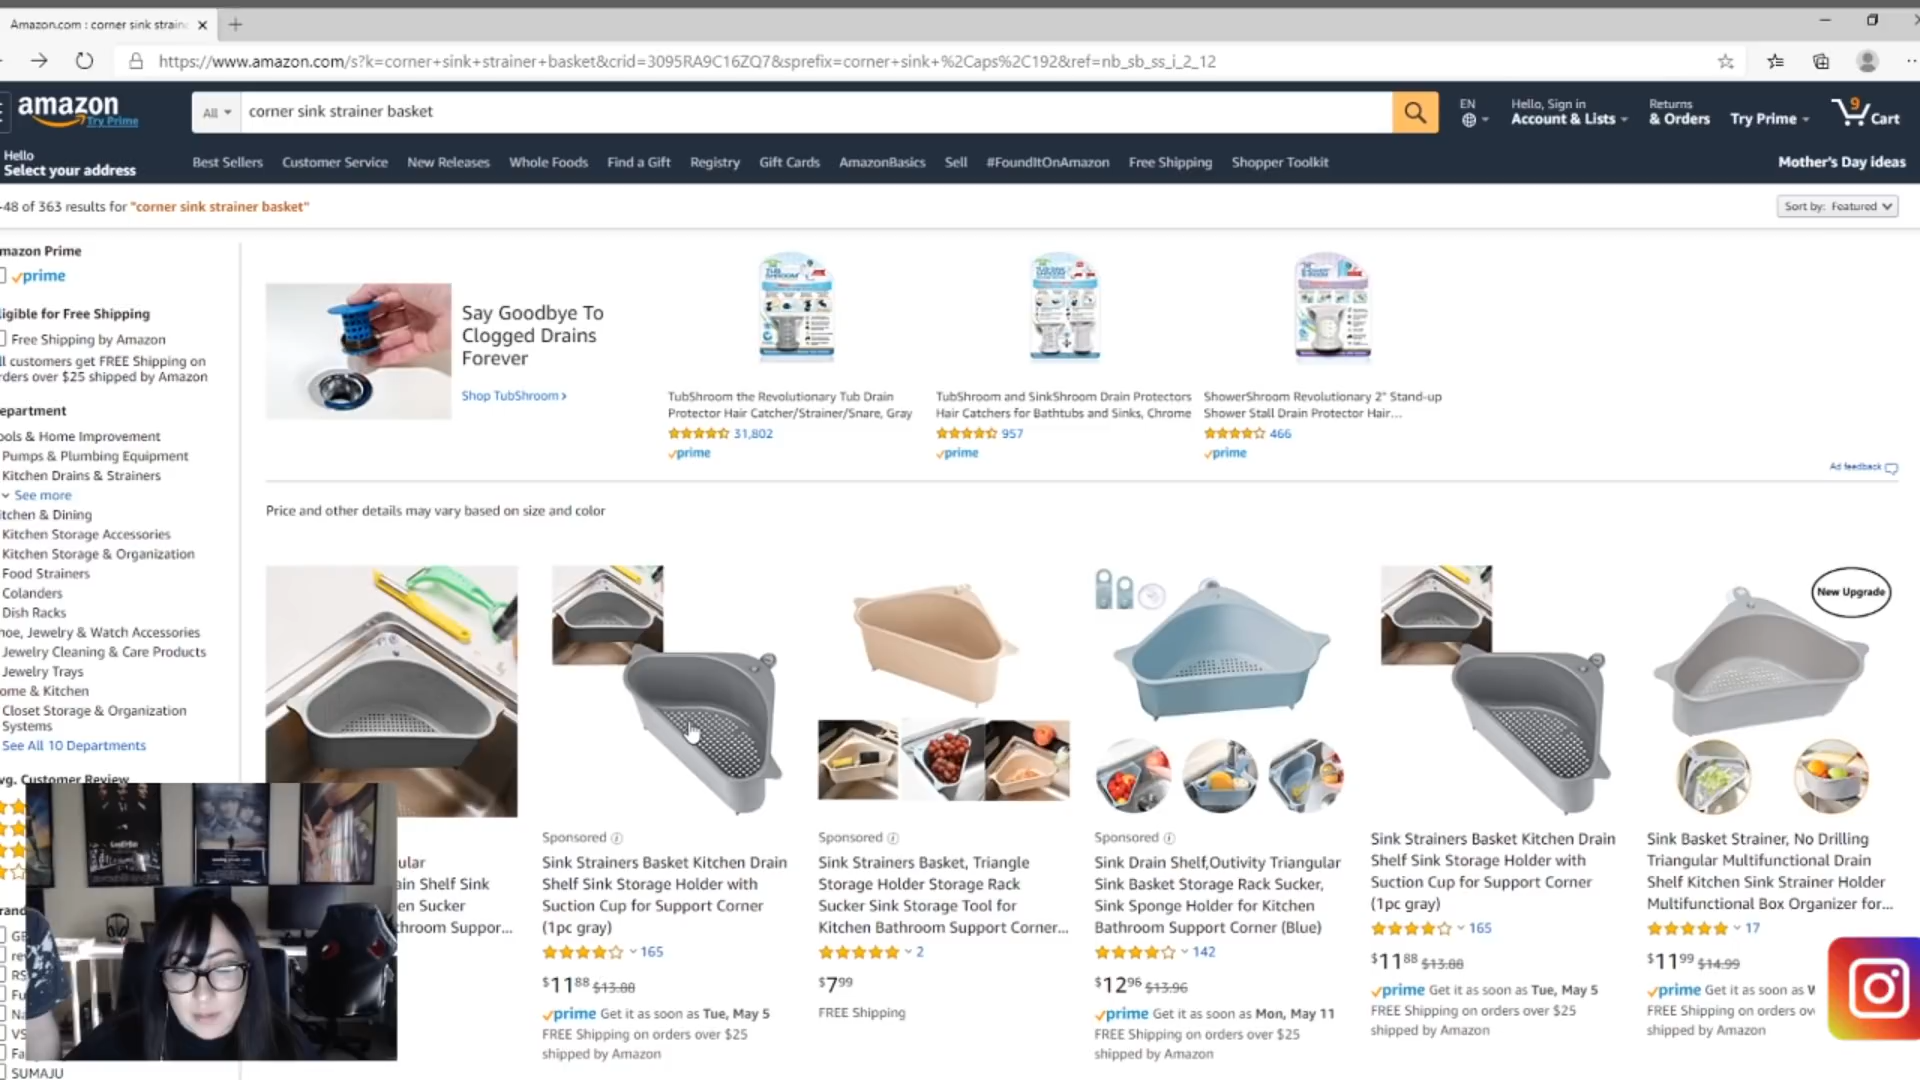 Amazon.com : corner sink strain
https://www.amazon.com/s?k=corner+sink+strainer+basket&crid=3095RA9C16ZQ7&sprefix=corner+sink+%2Caps%2C192&ref=nb_sb_ss_i_2_12
amazon
Try Prime
All
corner sink strainer basket
EN
Hello, Sign in
Account & Lists
Returns
& Orders
Try Prime
9
Cart
Hello
Select your address
Best Sellers
Customer Service
New Releases
Whole Foods
Find a Gift
Registry
Gift Cards
AmazonBasics
Sell
#FoundItOnAmazon
Free Shipping
Shopper Toolkit
Mother's Day ideas
-48 of 363 results for "corner sink strainer basket"
Sort by: Featured
mazon Prime
prime
igible for Free Shipping
Free Shipping by Amazon
ll customers get FREE Shipping on
rders over $25 shipped by Amazon
epartment
ools & Home Improvement
Pumps & Plumbing Equipment
Kitchen Drains & Strainers
See more
itchen & Dining
Kitchen Storage Accessories
Kitchen Storage & Organization
Food Strainers
Colanders
Dish Racks
hoe, Jewelry & Watch Accessories
Jewelry Cleaning & Care Products
Jewelry Trays
ome & Kitchen
Closet Storage & Organization
Systems
See All 10 Departments
vg. Customer Review
rand
SUMAJU
Say Goodbye To
Clogged Drains
Forever
Shop TubShroom ›
TubShroom the Revolutionary Tub Drain
Protector Hair Catcher/Strainer/Snare, Gray
31,802
prime
TubShroom and SinkShroom Drain Protectors
Hair Catchers for Bathtubs and Sinks, Chrome
957
prime
ShowerShroom Revolutionary 2" Stand-up
Shower Stall Drain Protector Hair...
466
prime
Ad feedback
Price and other details may vary based on size and color
New Upgrade
ular
ain Shelf Sink
en Sucker
throom Suppor...
Sponsored
Sink Strainers Basket Kitchen Drain
Shelf Sink Storage Holder with
Suction Cup for Support Corner
(1pc gray)
165
$11.88 $13.88
prime Get it as soon as Tue, May 5
FREE Shipping on orders over $25
shipped by Amazon
Sponsored
Sink Strainers Basket, Triangle
Storage Holder Storage Rack
Sucker Sink Storage Tool for
Kitchen Bathroom Support Corner...
2
$7.99
FREE Shipping
Sponsored
Sink Drain Shelf,Outivity Triangular
Sink Basket Storage Rack Sucker,
Sink Sponge Holder for Kitchen
Bathroom Support Corner (Blue)
142
$12.96 $13.96
prime Get it as soon as Mon, May 11
FREE Shipping on orders over $25
shipped by Amazon
Sink Strainers Basket Kitchen Drain
Shelf Sink Storage Holder with
Suction Cup for Support Corner
(1pc gray)
165
$11.88 $13.88
prime Get it as soon as Tue, May 5
FREE Shipping on orders over $25
shipped by Amazon
Sink Basket Strainer, No Drilling
Triangular Multifunctional Drain
Shelf Kitchen Sink Strainer Holder
Multifunctional Box Organizer for...
17
$11.99 $14.99
prime Get it as soon as
FREE Shipping on orders ov
shipped by Amazon